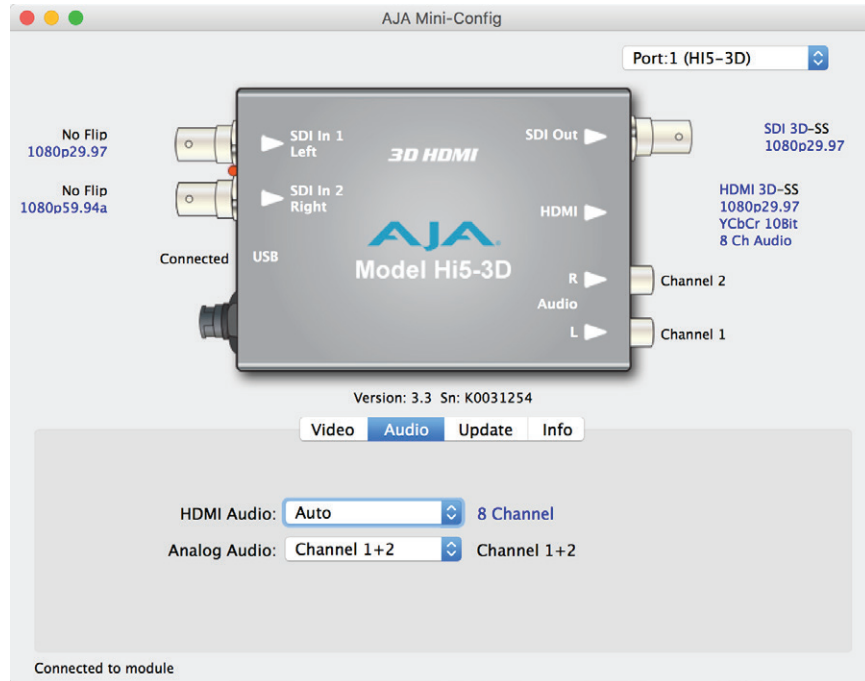 AJA Mini-Config
Port:1 (HI5-3D)
No Flip
1080p29.97
No Flip
1080p59.94a
Connected
SDI In 1
Left
SDI In 2
Right
USB
3D HDMI
AJA
Model Hi5-3D
SDI Out
HDMI
R
Audio
L
SDI 3D-SS
1080p29.97
HDMI 3D-SS
1080p29.97
YCbCr 10Bit
8 Ch Audio
Channel 2
Channel 1
Version: 3.3 Sn: K0031254
Video Audio Update Info
HDMI Audio: Auto 8 Channel
Analog Audio: Channel 1+2 Channel 1+2
Connected to module